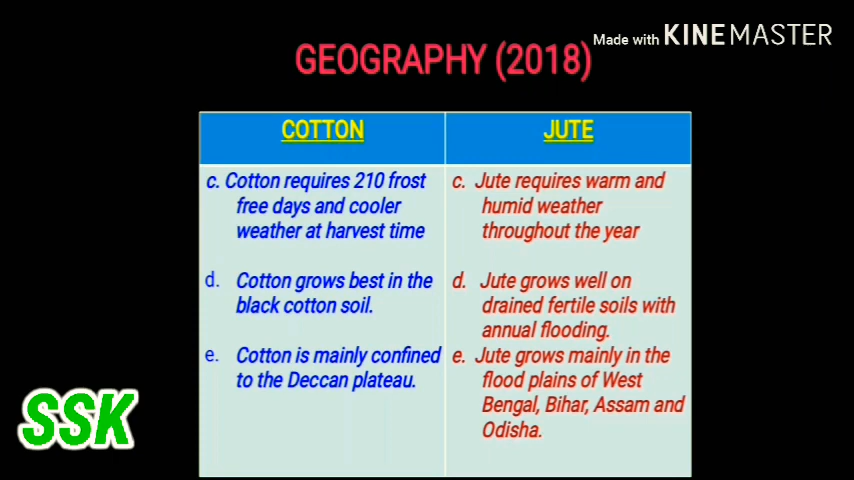 Made with KINEMASTER
GEOGRAPHY (2018)
COTTON
c. Cotton requires 210 frost
free days and cooler
weather at harvest time
d. Cotton grows best in the
black cotton soil.
e. Cotton is mainly confined
to the Deccan plateau.
JUTE
c. Jute requires warm and
humid weather
throughout the year
d. Jute grows well on
drained fertile soils with
annual flooding.
e. Jute grows mainly in the
flood plains of West
Bengal, Bihar, Assam and
Odisha.
SSK